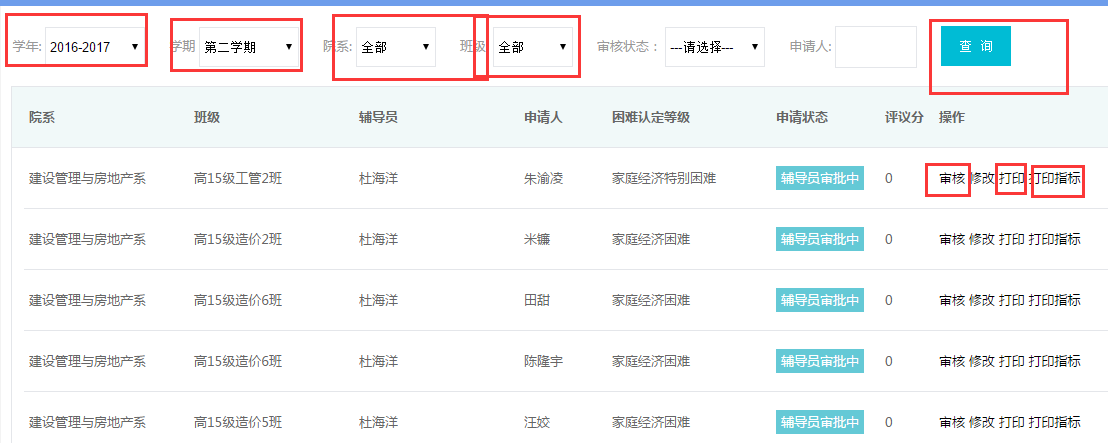 学年: 2016-2017 学期 第二学期 院系: 全部 班级 全部 审核状态： ---请选择--- 申请人: 查 询
院系 班级 辅导员 申请人 困难认定等级 申请状态 评议分 操作
建设管理与房地产系 高15级工管2班 杜海洋 朱渝凌 家庭经济特别困难 辅导员审批中 0 审核 修改 打印 打印指标
建设管理与房地产系 高15级造价2班 杜海洋 米镰 家庭经济困难 辅导员审批中 0 审核 修改 打印 打印指标
建设管理与房地产系 高15级造价6班 杜海洋 田甜 家庭经济困难 辅导员审批中 0 审核 修改 打印 打印指标
建设管理与房地产系 高15级造价6班 杜海洋 陈隆宇 家庭经济困难 辅导员审批中 0 审核 修改 打印 打印指标
建设管理与房地产系 高15级造价5班 杜海洋 汪姣 家庭经济困难 辅导员审批中 0 审核 修改 打印 打印指标